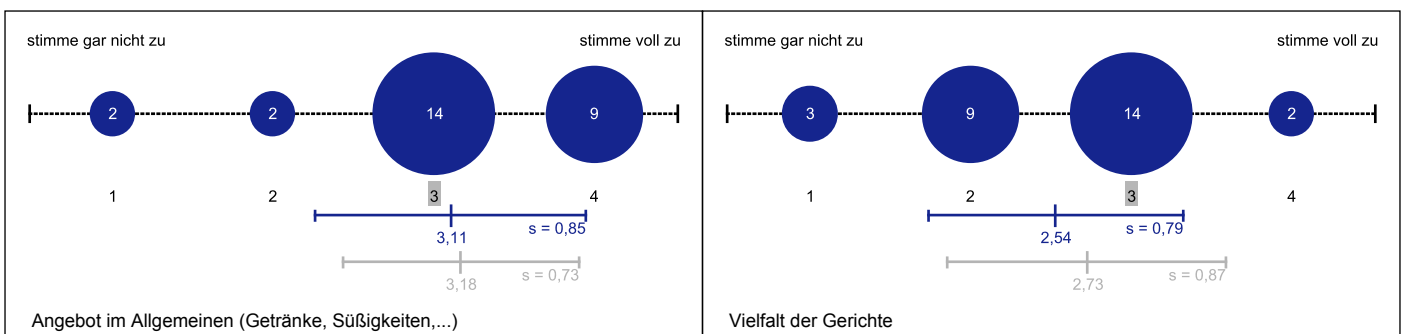 stimme gar nicht zu stimme voll zu
2 2 14 9
1 2 3 4
s = 0,85
3,11
s = 0,73
3,18
Angebot im Allgemeinen (Getränke, Süßigkeiten,...)
stimme gar nicht zu stimme voll zu
3 9 14 2
1 2 3 4
s = 0,79
2,54
s = 0,87
2,73
Vielfalt der Gerichte